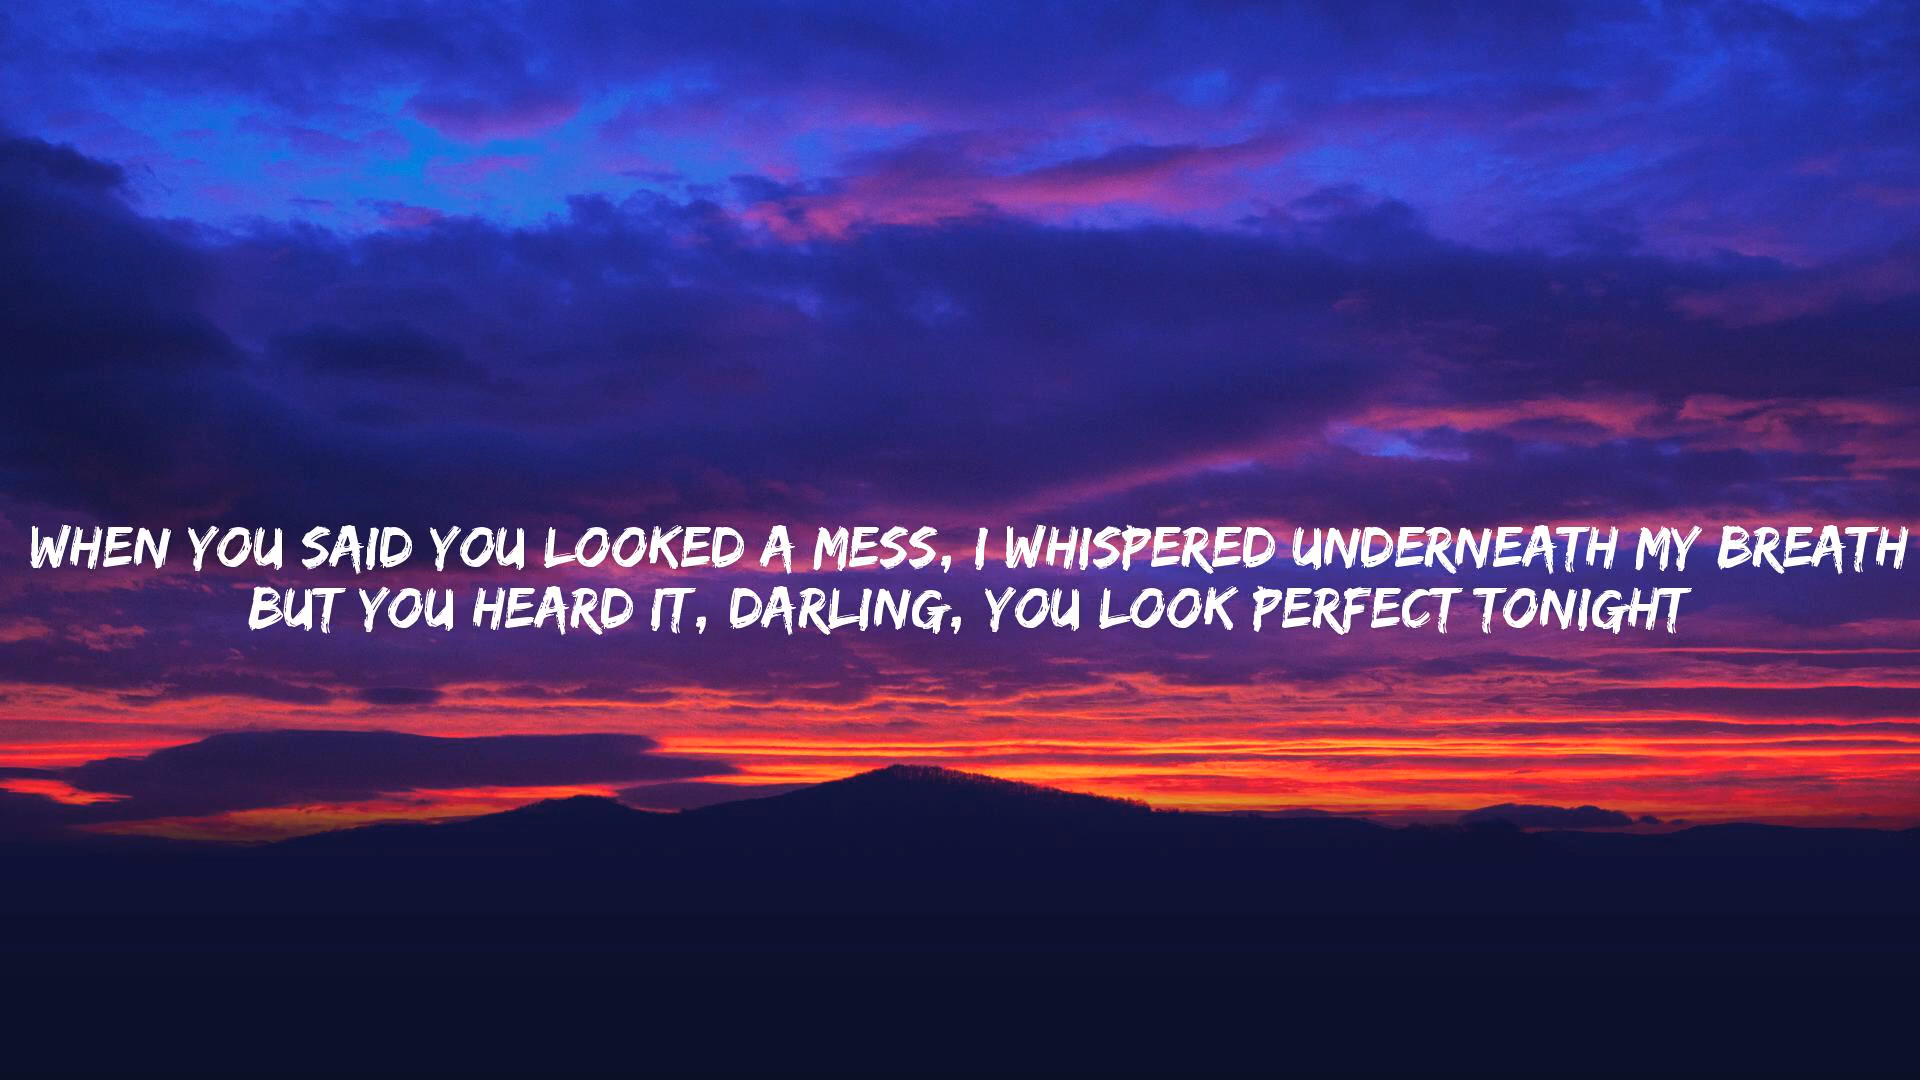 WHEN YOU SAID YOU LOOKED A MESS, I WHISPERED UNDERNEATH MY BREATH
BUT YOU HEARD IT, DARLING, YOU LOOK PERFECT TONIGHT